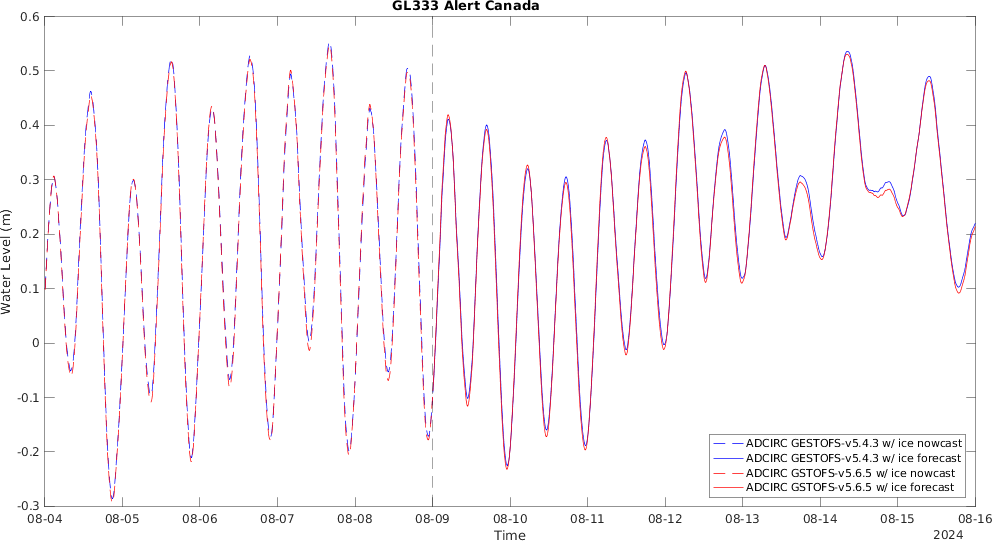 GL333 Alert Canada
0.6
0.5
0.4
0.3
0.2
0.1
0
-0.1
-0.2
-0.3
Water Level (m)
ADCIRC GESTOFS-v5.4.3 w/ ice nowcast
ADCIRC GESTOFS-v5.4.3 w/ ice forecast
ADCIRC GSTOFS-v5.6.5 w/ ice nowcast
ADCIRC GSTOFS-v5.6.5 w/ ice forecast
08-04 08-05 08-06 08-07 08-08 08-09 08-10 08-11 08-12 08-13 08-14 08-15 08-16
Time
2024